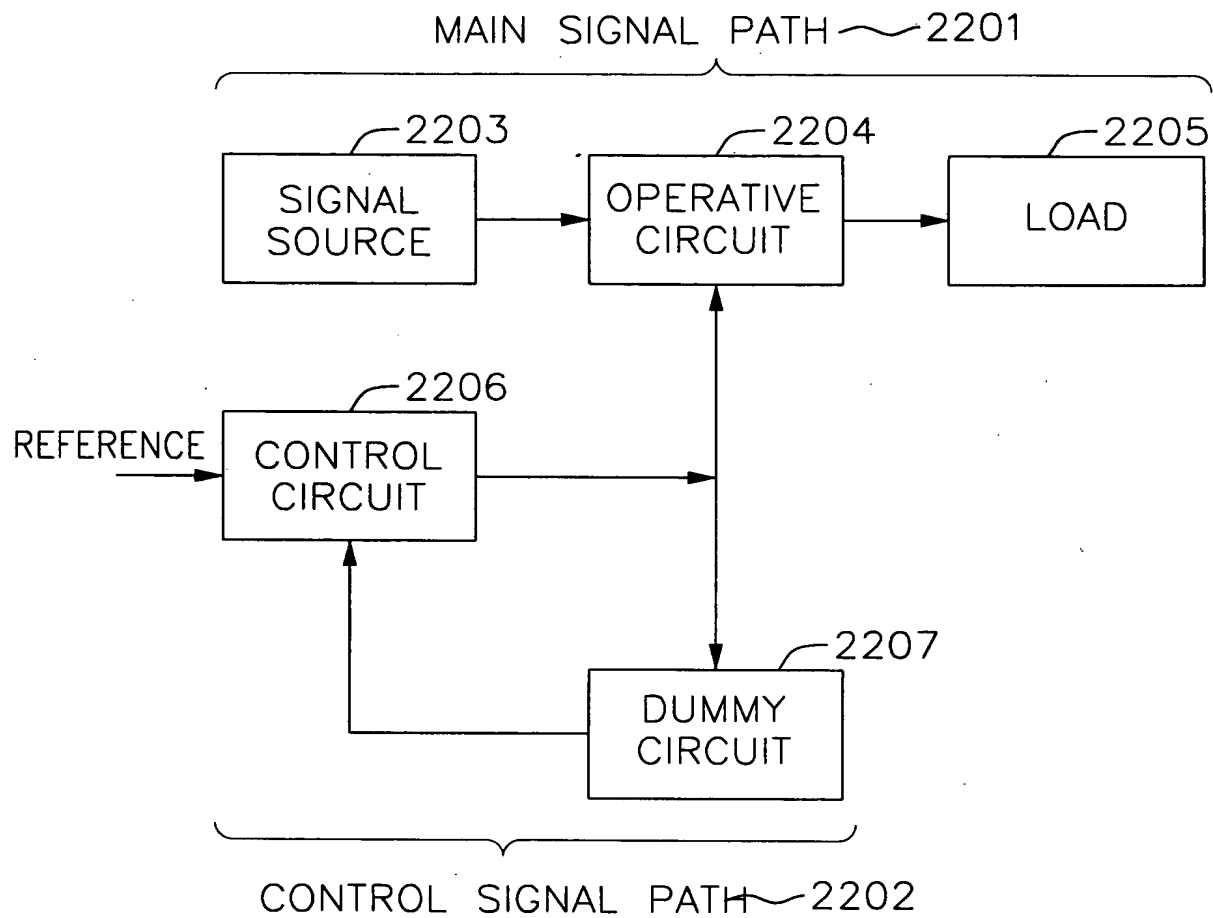 MAIN SIGNAL PATH 2201
2203
2204
2205
SIGNAL
SOURCE
OPERATIVE
CIRCUIT
LOAD
2206
REFERENCE
CONTROL
CIRCUIT
2207
DUMMY
CIRCUIT
CONTROL SIGNAL PATH 2202